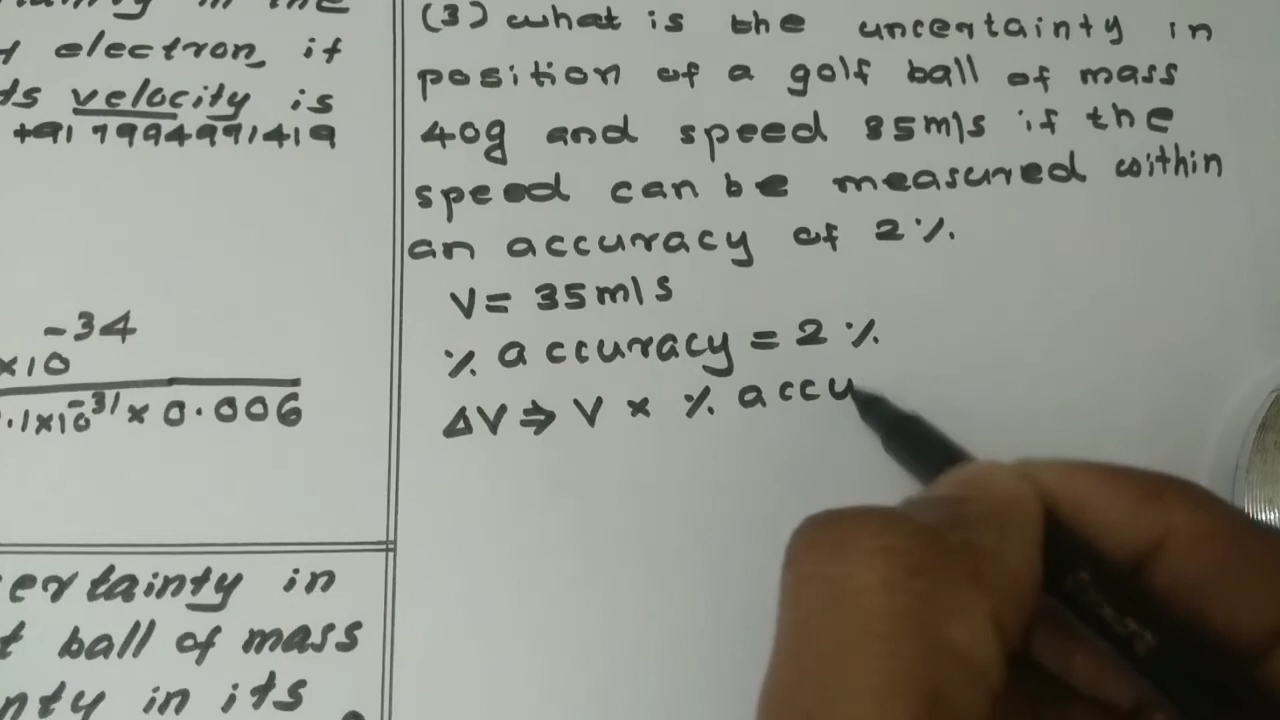 electron, if
velocity is
+91 7994991419
-34
×10
.1×10-31 × 0.006
ertainty in
ball of mass
nty in its
(3) what is the uncertainty in
position of a golf ball of mass
40g and speed 35m/s if the
speed can be measured within
an accuracy of 2%.
V = 35m/s
% accuracy = 2%
ΔV ⇒ V × % accu